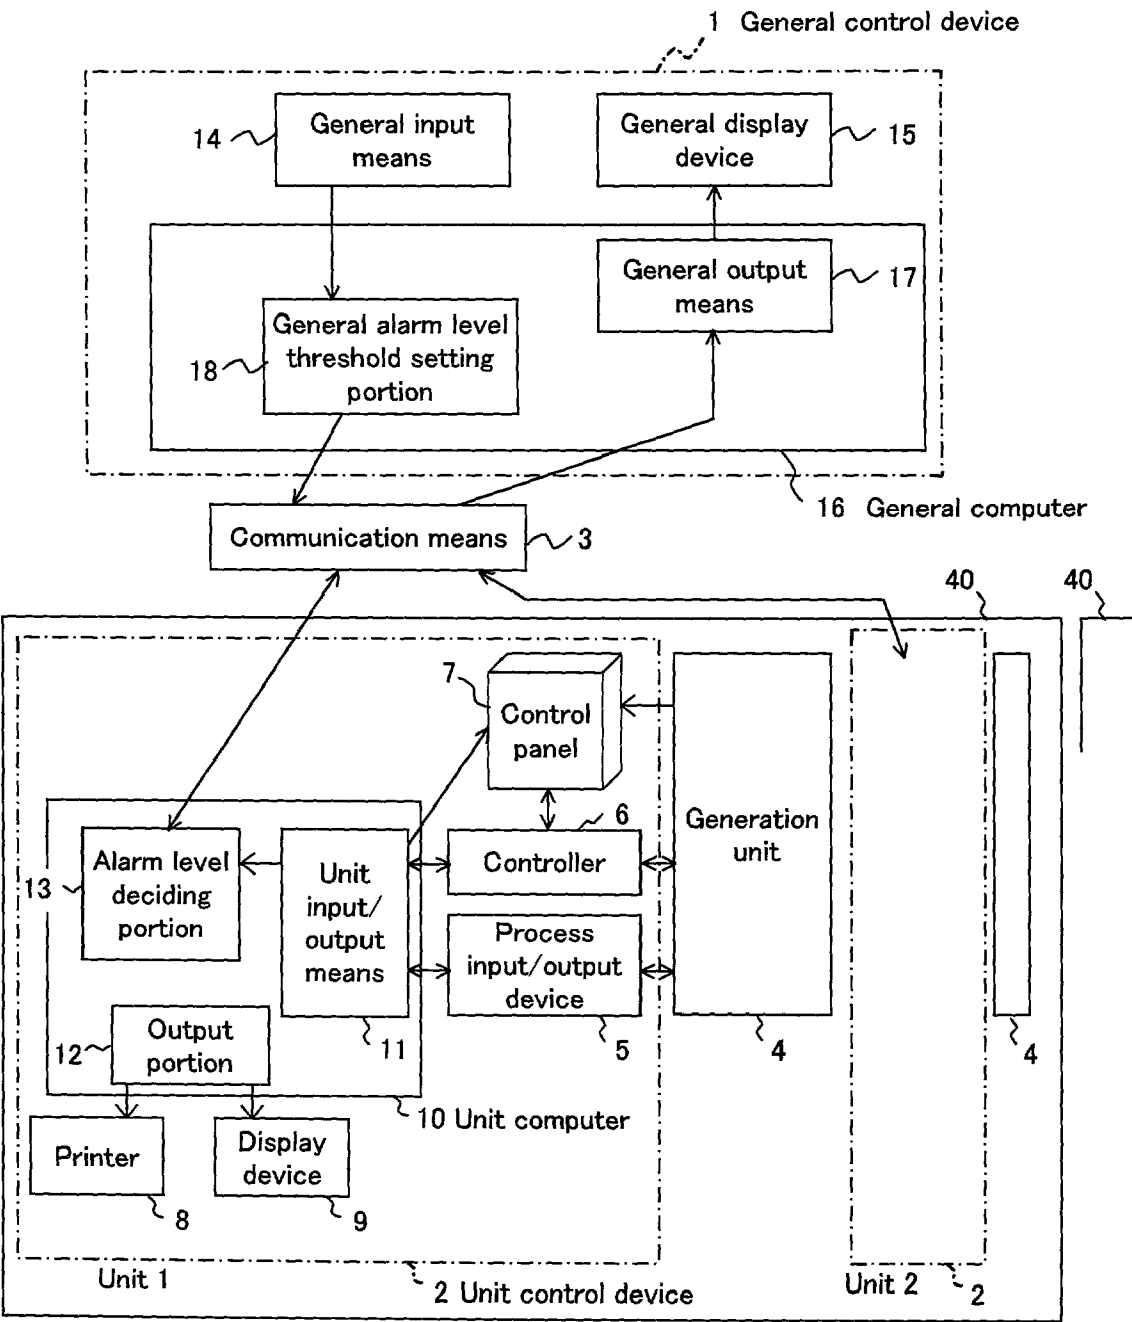 1 General control device
14
General input
means
General display
device
15
General output
means
17
General alarm level
threshold setting
portion
18
16 General computer
Communication means
3
40
40
7
Control
panel
Generation
unit
6
Controller
Alarm level
deciding
portion
13
Unit
input/
output
means
Process
input/output
device
Output
portion
12
11
5
4
4
10 Unit computer
Printer
Display
device
8
9
Unit 1
2 Unit control device
Unit 2
2